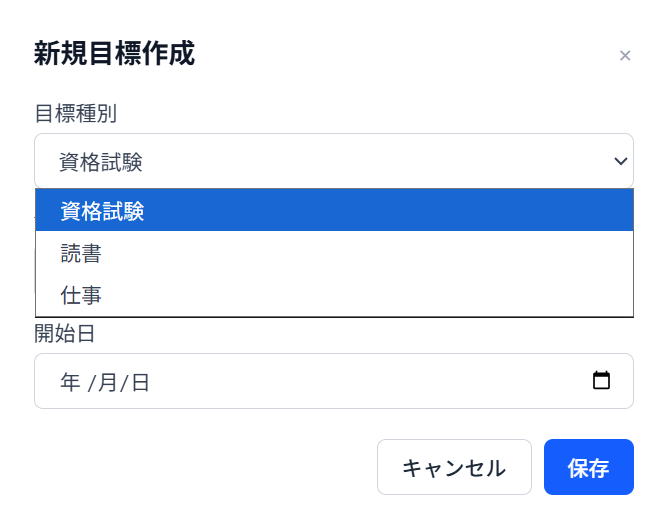 新規目標作成
×
目標種別
資格試験
資格試験
読書
仕事
開始日
年 /月/日
キャンセル
保存